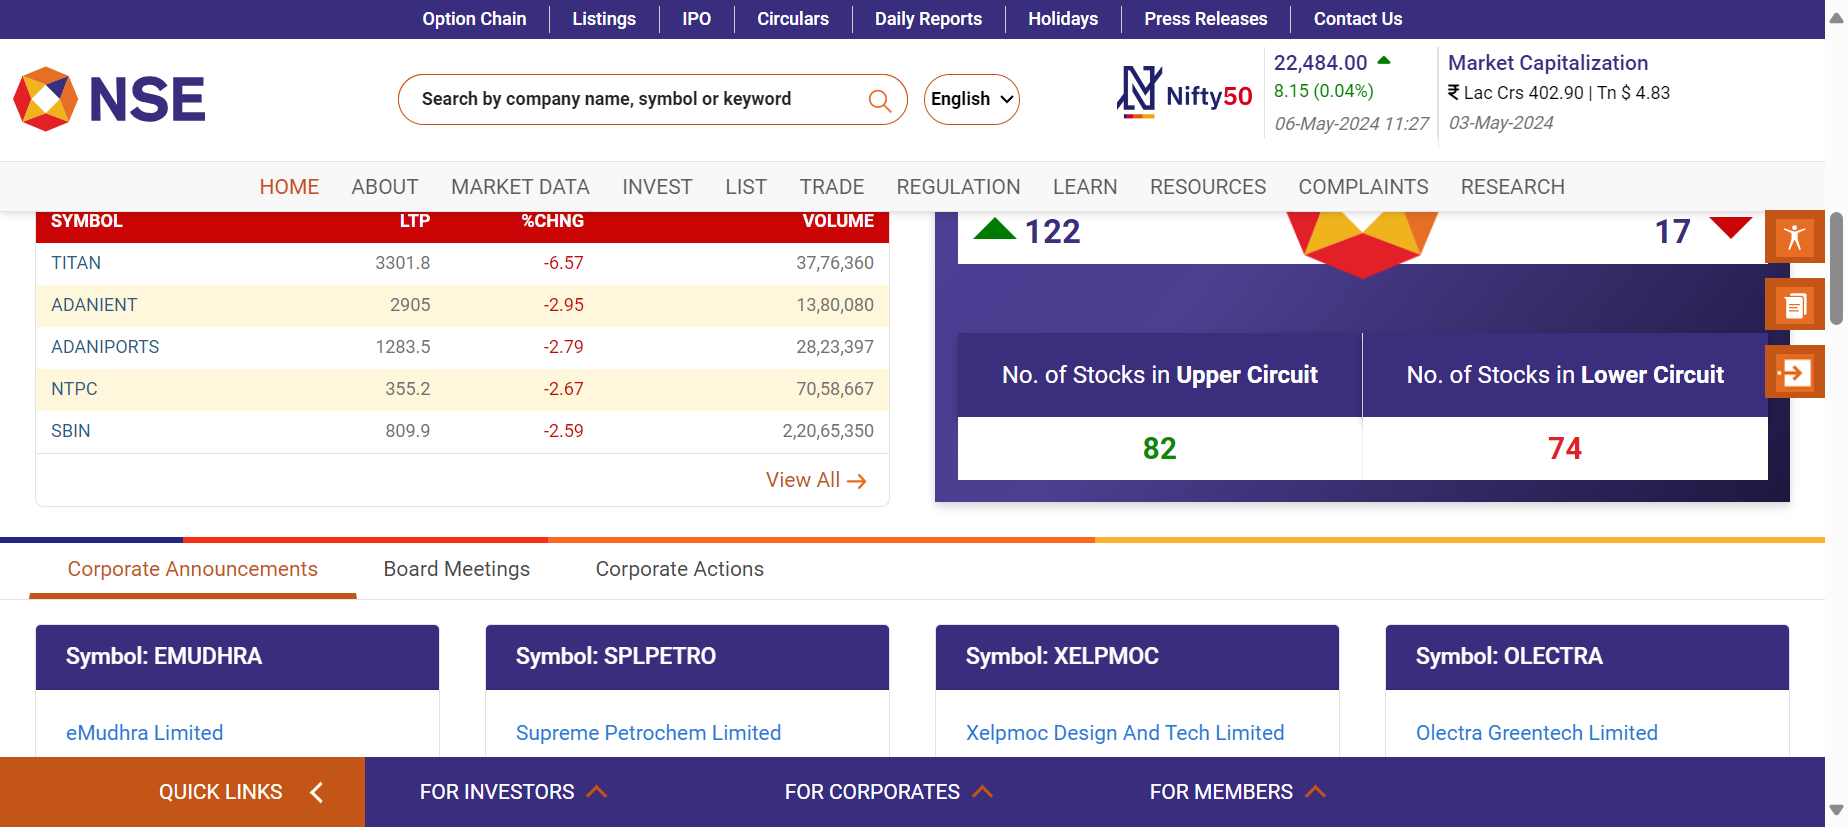 Option Chain Listings IPO Circulars Daily Reports Holidays Press Releases Contact Us
NSE
Search by company name, symbol or keyword
English
Nifty50
22,484.00
8.15 (0.04%)
06-May-2024 11:27
Market Capitalization
₹ Lac Crs 402.90 | Tn $ 4.83
03-May-2024
HOME ABOUT MARKET DATA INVEST LIST TRADE REGULATION LEARN RESOURCES COMPLAINTS RESEARCH
SYMBOL LTP %CHNG VOLUME
TITAN 3301.8 -6.57 37,76,360
ADANIENT 2905 -2.95 13,80,080
ADANIPORTS 1283.5 -2.79 28,23,397
NTPC 355.2 -2.67 70,58,667
SBIN 809.9 -2.59 2,20,65,350
View All
122 17
No. of Stocks in Upper Circuit No. of Stocks in Lower Circuit
82 74
Corporate Announcements Board Meetings Corporate Actions
Symbol: EMUDHRA
eMudhra Limited
Symbol: SPLPETRO
Supreme Petrochem Limited
Symbol: XELPMOC
Xelpmoc Design And Tech Limited
Symbol: OLECTRA
Olectra Greentech Limited
QUICK LINKS FOR INVESTORS FOR CORPORATES FOR MEMBERS